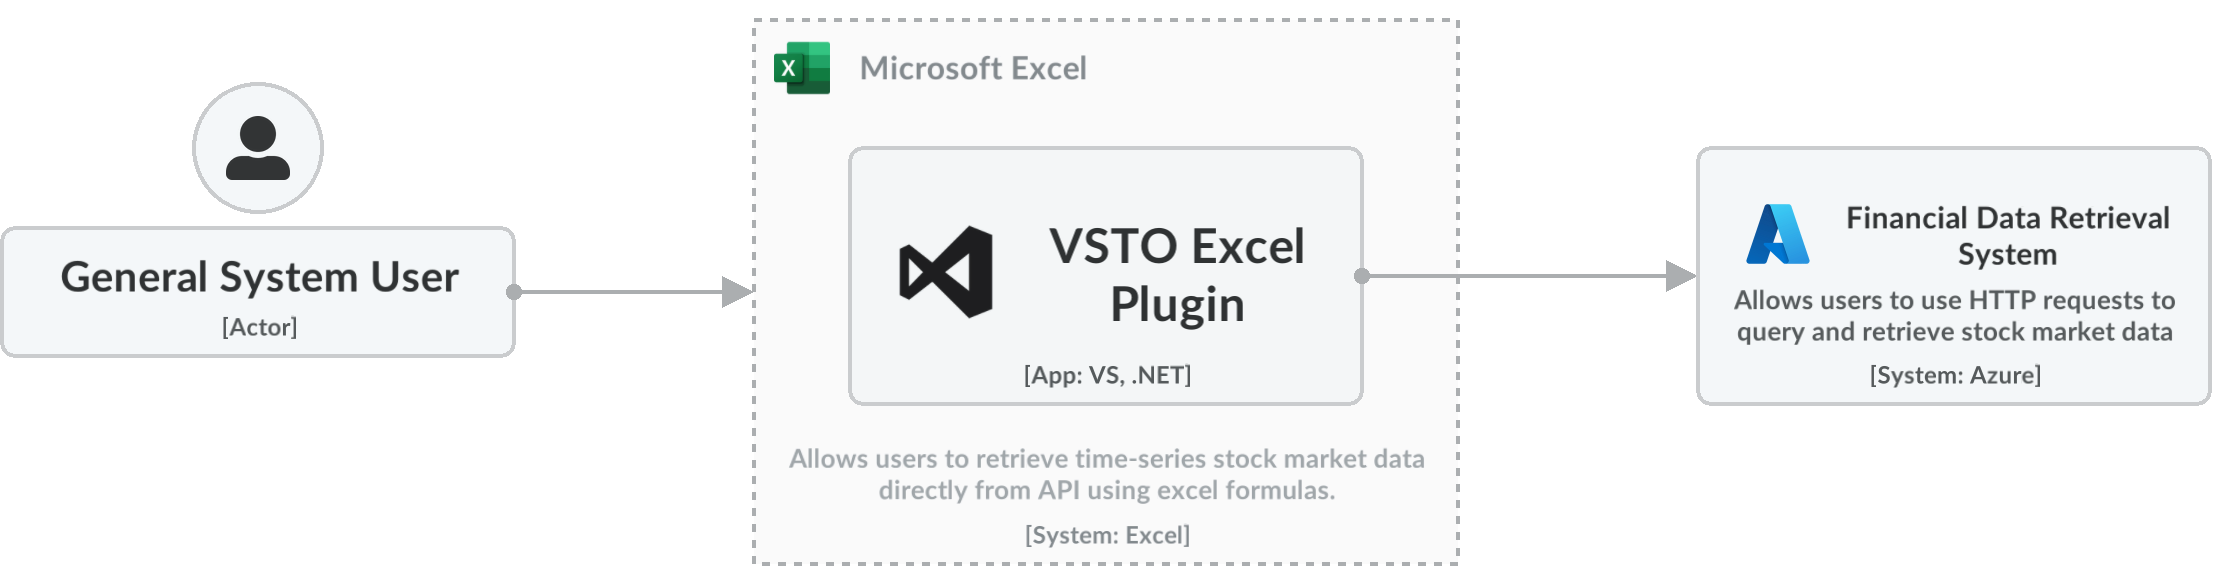 General System User
[Actor]
X
Microsoft Excel
VSTO Excel
Plugin
[App: VS, .NET]
Allows users to retrieve time-series stock market data
directly from API using excel formulas.
[System: Excel]
Financial Data Retrieval
System
Allows users to use HTTP requests to
query and retrieve stock market data
[System: Azure]